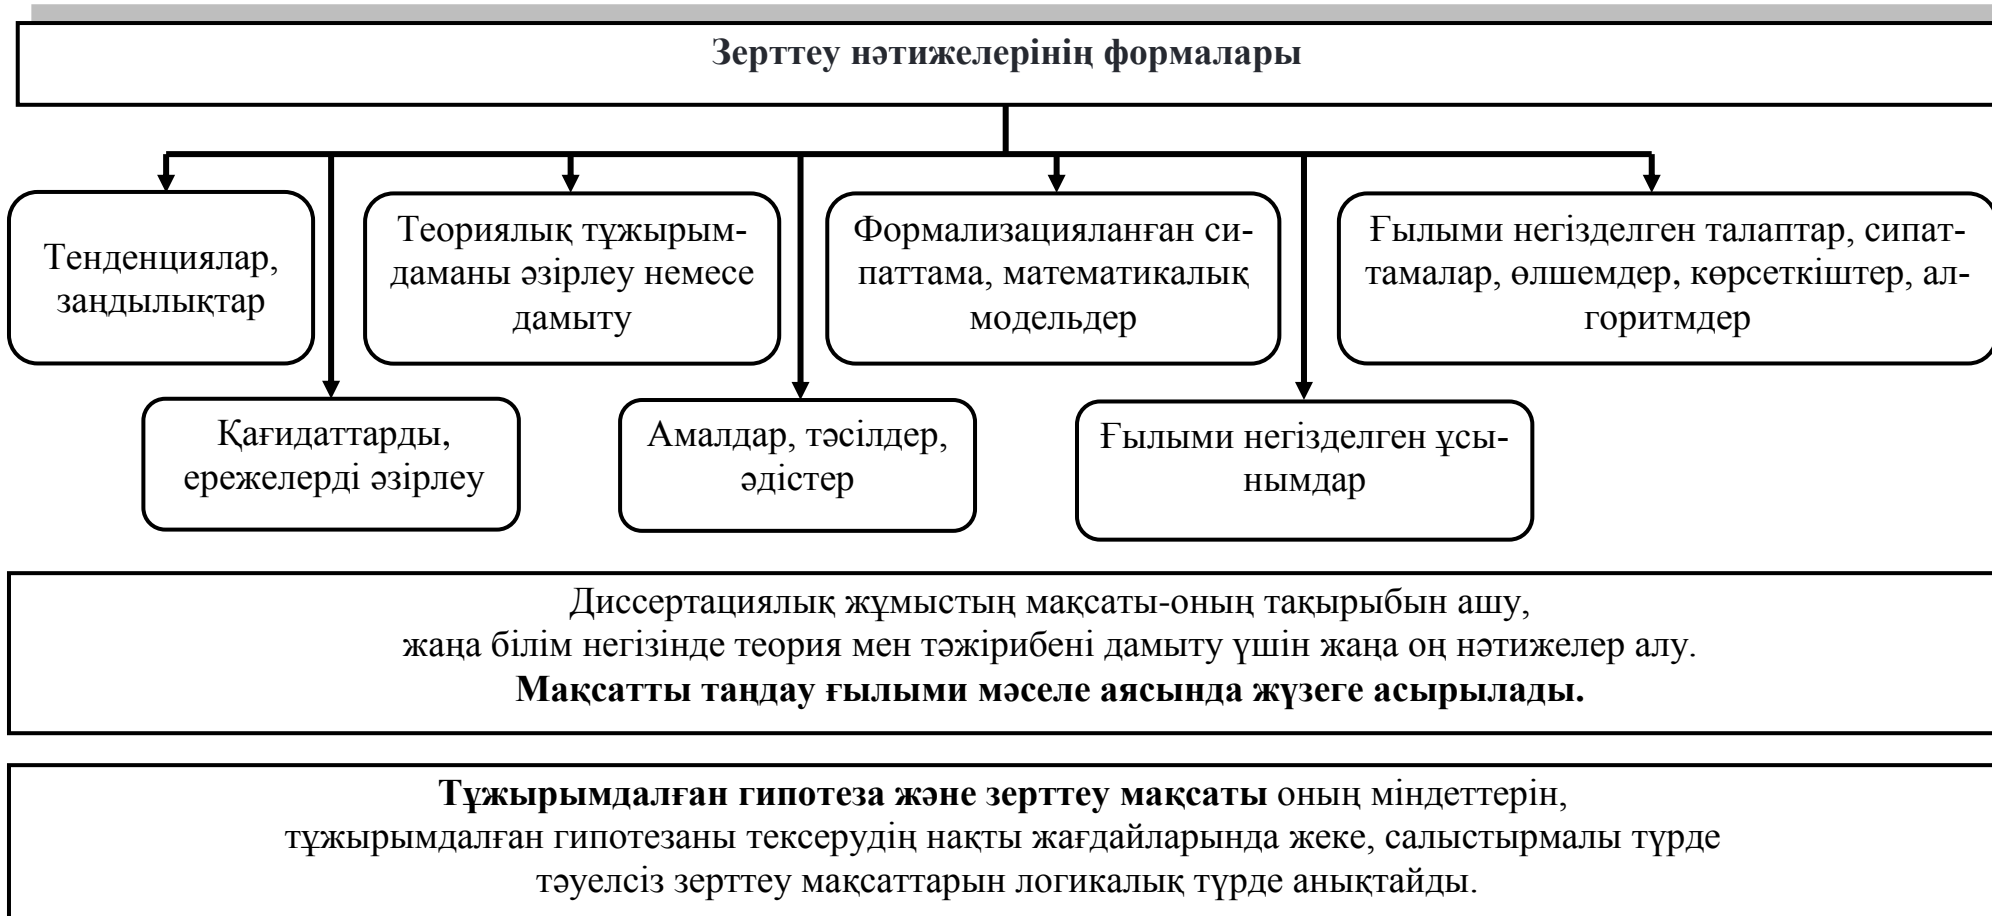 Зерттеу нәтижелерінің формалары
Тенденциялар,
заңдылықтар
Теориялық тұжырым-
даманы әзірлеу немесе
дамыту
Формализацияланған си-
паттама, математикалық
модельдер
Ғылыми негізделген талаптар, сипат-
тамалар, өлшемдер, көрсеткіштер, ал-
горитмдер
Қағидаттарды,
ережелерді әзірлеу
Амалдар, тәсілдер,
әдістер
Ғылыми негізделген ұсы-
нымдар
Диссертациялық жұмыстың мақсаты-оның тақырыбын ашу,
жаңа білім негізінде теория мен тәжірибені дамыту үшін жаңа оң нәтижелер алу.
Мақсатты таңдау ғылыми мәселе аясында жүзеге асырылады.
Тұжырымдалған гипотеза және зерттеу мақсаты оның міндеттерін,
тұжырымдалған гипотезаны тексерудің нақты жағдайларында жеке, салыстырмалы түрде
тәуелсіз зерттеу мақсаттарын логикалық түрде анықтайды.